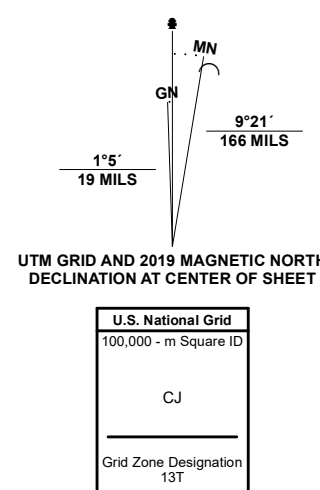 MN
GN
9°21´
166 MILS
1°5´
19 MILS
UTM GRID AND 2019 MAGNETIC NORTH
DECLINATION AT CENTER OF SHEET
U.S. National Grid
100,000 - m Square ID
CJ
Grid Zone Designation
13T